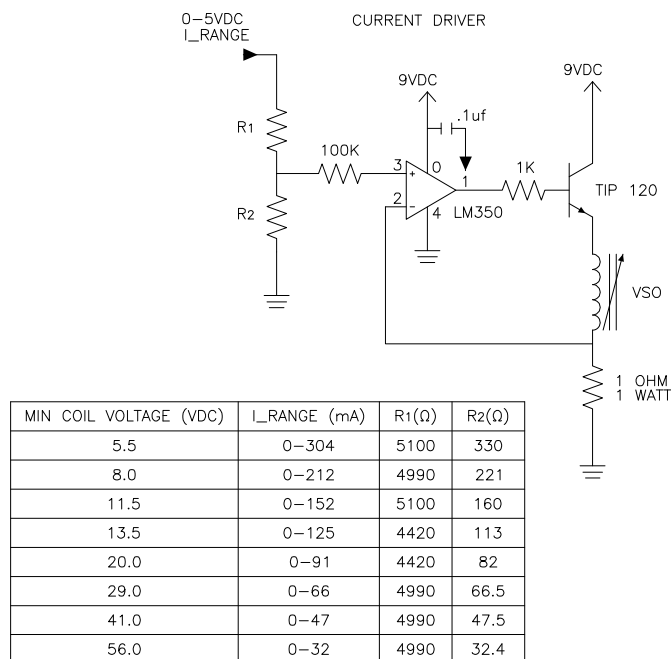 0-5VDC
I_RANGE
CURRENT DRIVER
9VDC
9VDC
.1uf
R1
100K
3
+
0
1
1K
TIP 120
2
-
4
LM350
R2
VSO
1 OHM
1 WATT
MIN COIL VOLTAGE (VDC) I_RANGE (mA) R1(Ω) R2(Ω)
5.5 0-304 5100 330
8.0 0-212 4990 221
11.5 0-152 5100 160
13.5 0-125 4420 113
20.0 0-91 4420 82
29.0 0-66 4990 66.5
41.0 0-47 4990 47.5
56.0 0-32 4990 32.4